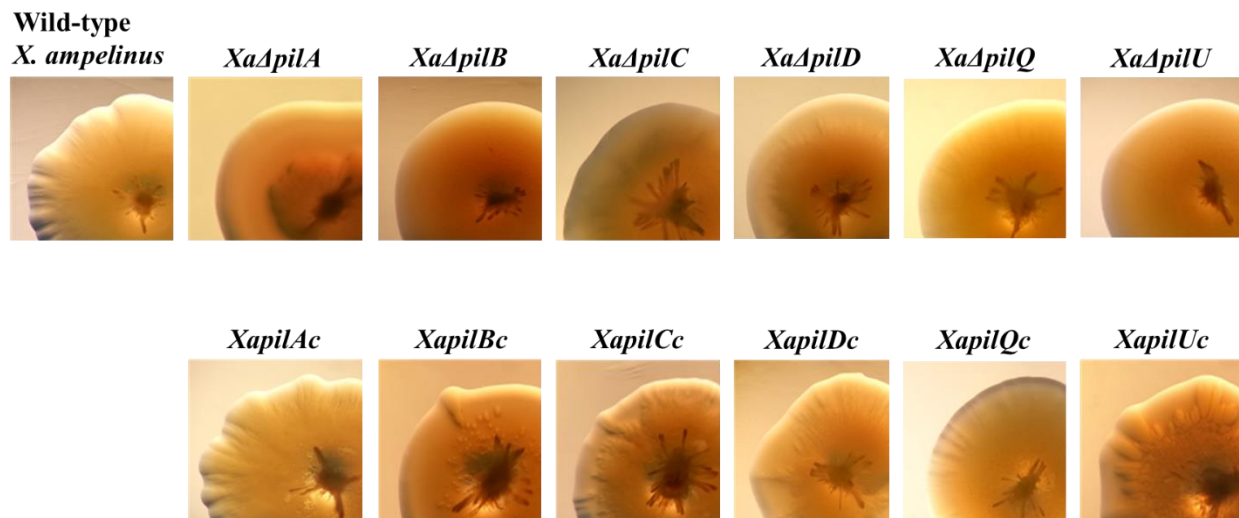 Wild-type
X. ampelinus
XaΔpilA
XaΔpilB
XaΔpilC
XaΔpilD
XaΔpilQ
XaΔpilU
XapilAc
XapilBc
XapilCc
XapilDc
XapilQc
XapilUc